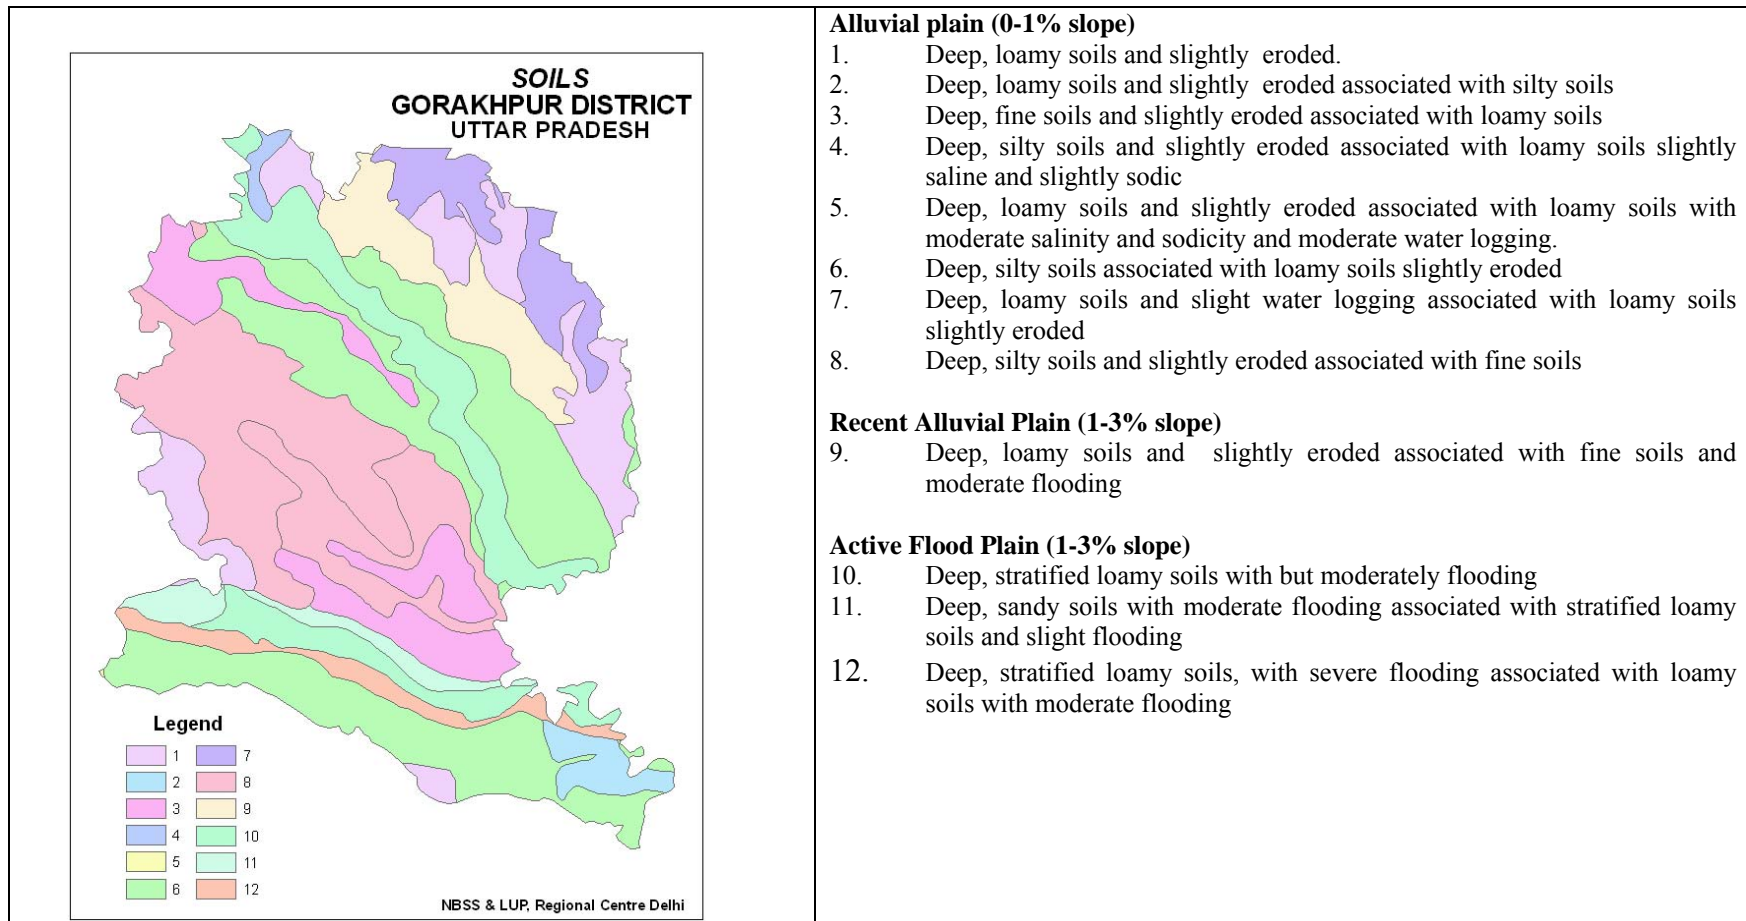 SOILS
GORAKHPUR DISTRICT
UTTAR PRADESH
Legend
1
2
3
4
5
6
7
8
9
10
11
12
NBSS & LUP, Regional Centre Delhi
Alluvial plain (0-1% slope)
1. Deep, loamy soils and slightly eroded.
2. Deep, loamy soils and slightly eroded associated with silty soils
3. Deep, fine soils and slightly eroded associated with loamy soils
4. Deep, silty soils and slightly eroded associated with loamy soils slightly
saline and slightly sodic
5. Deep, loamy soils and slightly eroded associated with loamy soils with
moderate salinity and sodicity and moderate water logging.
6. Deep, silty soils associated with loamy soils slightly eroded
7. Deep, loamy soils and slight water logging associated with loamy soils
slightly eroded
8. Deep, silty soils and slightly eroded associated with fine soils
Recent Alluvial Plain (1-3% slope)
9. Deep, loamy soils and slightly eroded associated with fine soils and
moderate flooding
Active Flood Plain (1-3% slope)
10. Deep, stratified loamy soils with but moderately flooding
11. Deep, sandy soils with moderate flooding associated with stratified loamy
soils and slight flooding
12. Deep, stratified loamy soils, with severe flooding associated with loamy
soils with moderate flooding